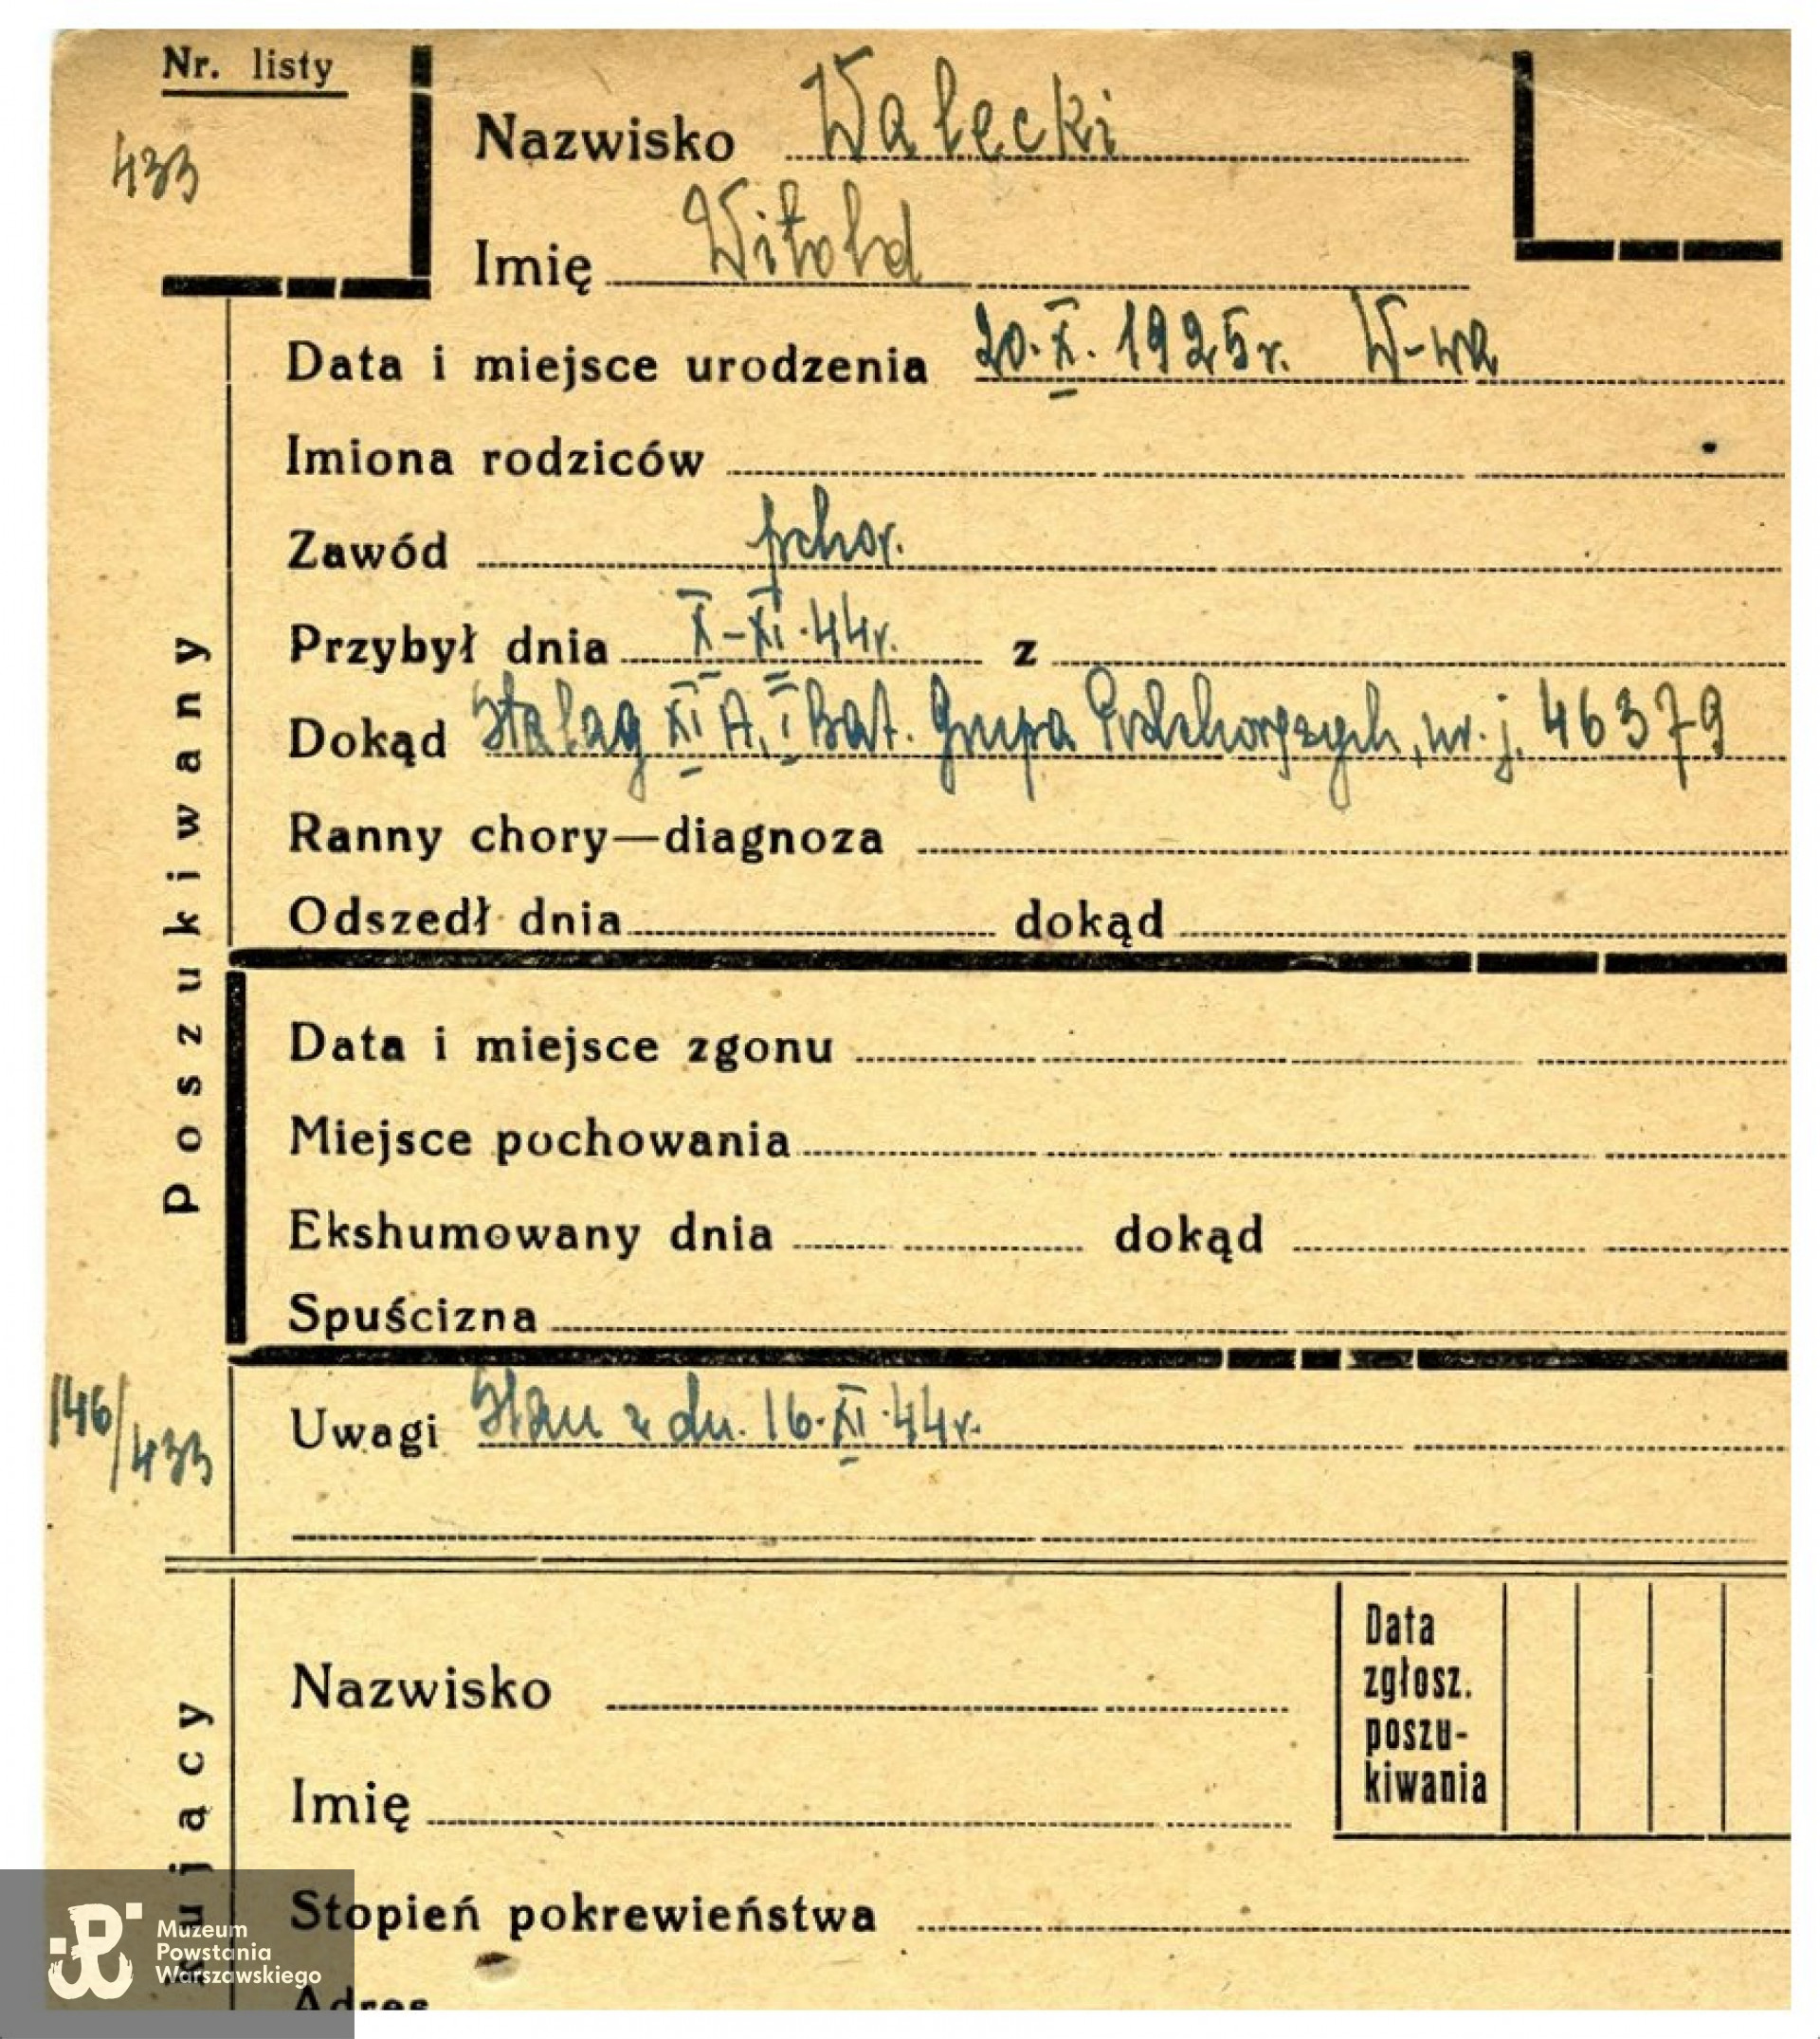 Nr. listy
433
Nazwisko Walecki
Imię Witold
Data i miejsce urodzenia 20.X.1925r. W-wa
Imiona rodziców
Zawód pchor.
Przybył dnia X-XI.44r. z
Dokąd Stalag XI A, I Bat. Grupa Podchorążych, nr. j. 46379
Ranny chory—diagnoza
Odszedł dnia dokąd
Data i miejsce zgonu
Miejsce pochowania
Ekshumowany dnia dokąd
Spuścizna
Poszukiwany
146/433
Uwagi Stan z dn. 16.XI.44r.
Nazwisko
Imię
Data
zgłosz.
poszu-
kiwania
Stopień pokrewieństwa
Adres
kujący
Muzeum
Powstania
Warszawskiego